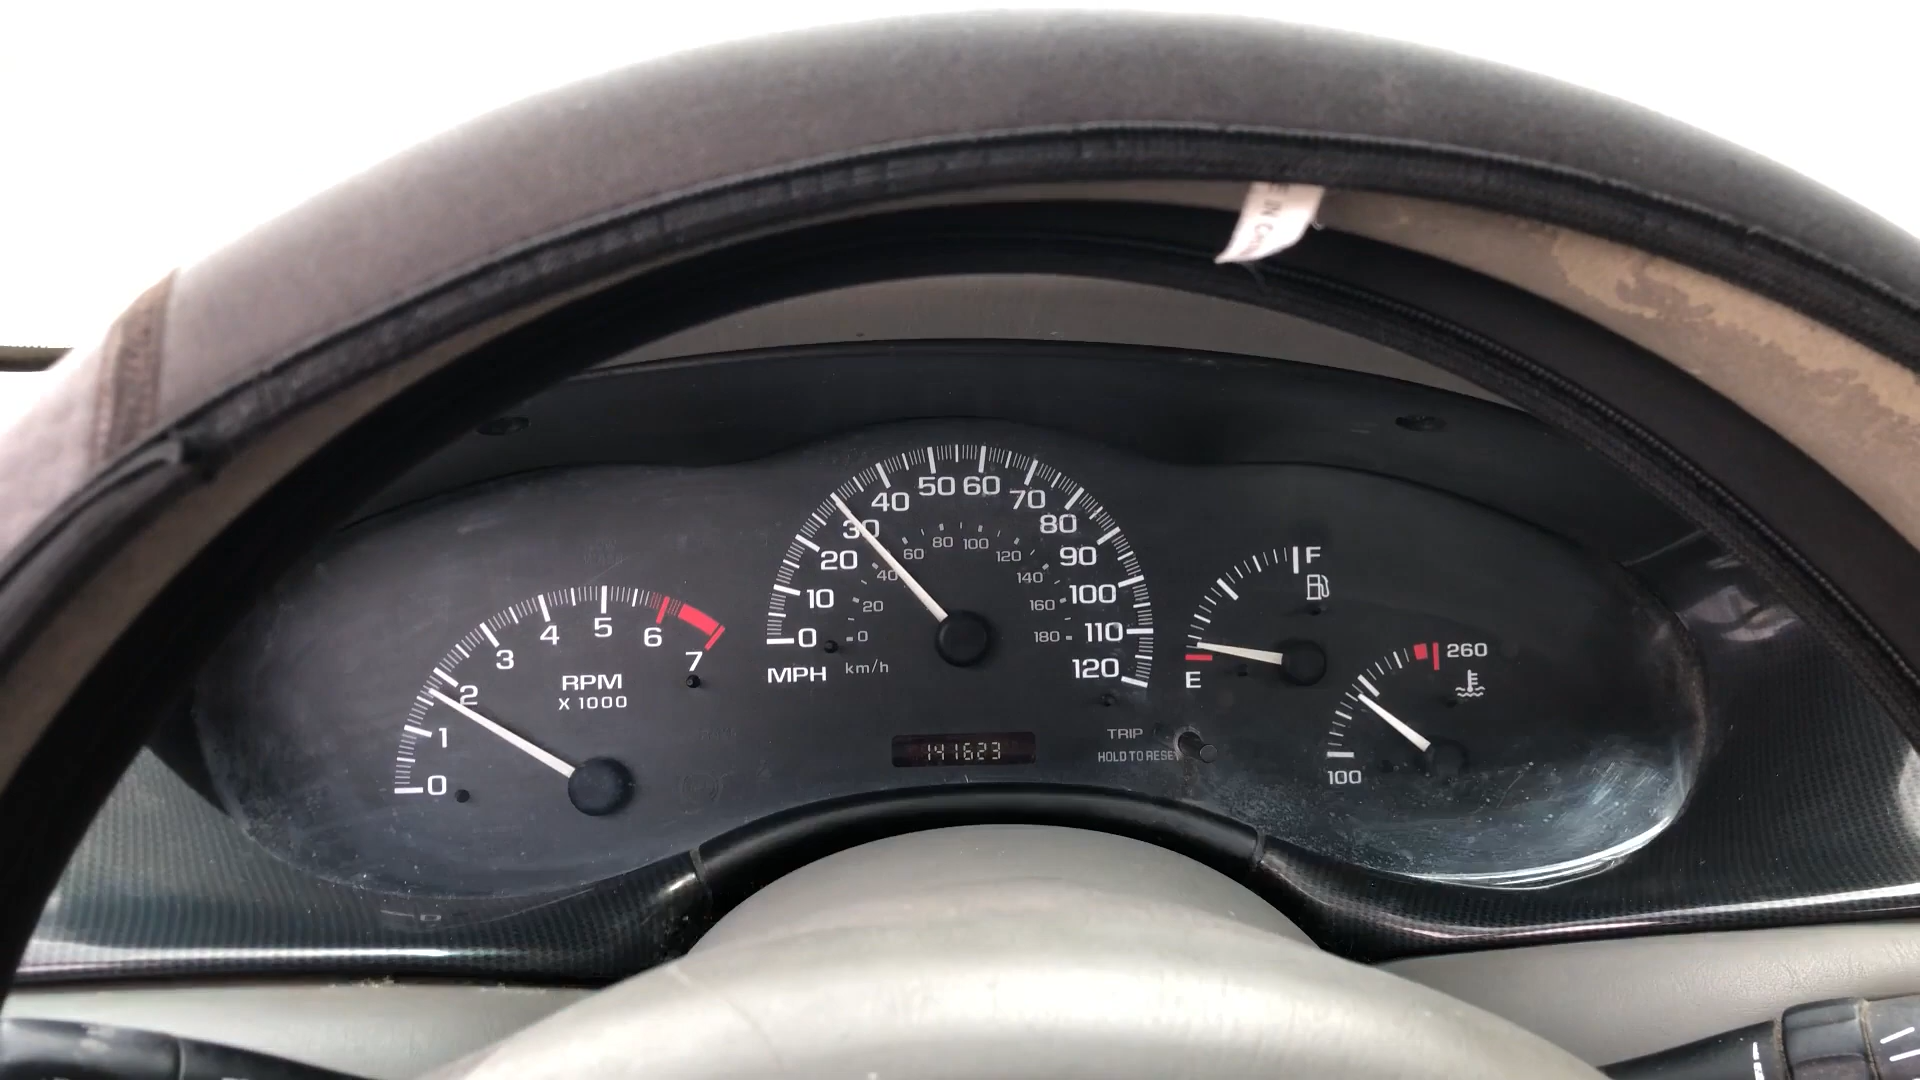 E IN CHIN
40 50 60 70
30 80
20 90
10 100
0 110
120
MPH km/h
0 20 40 60 80 100 120 140 160 180
0 1 2 3 4 5 6 7
RPM
X 1000
F
E
260
100
141623
TRIP
HOLD TO RESET
D